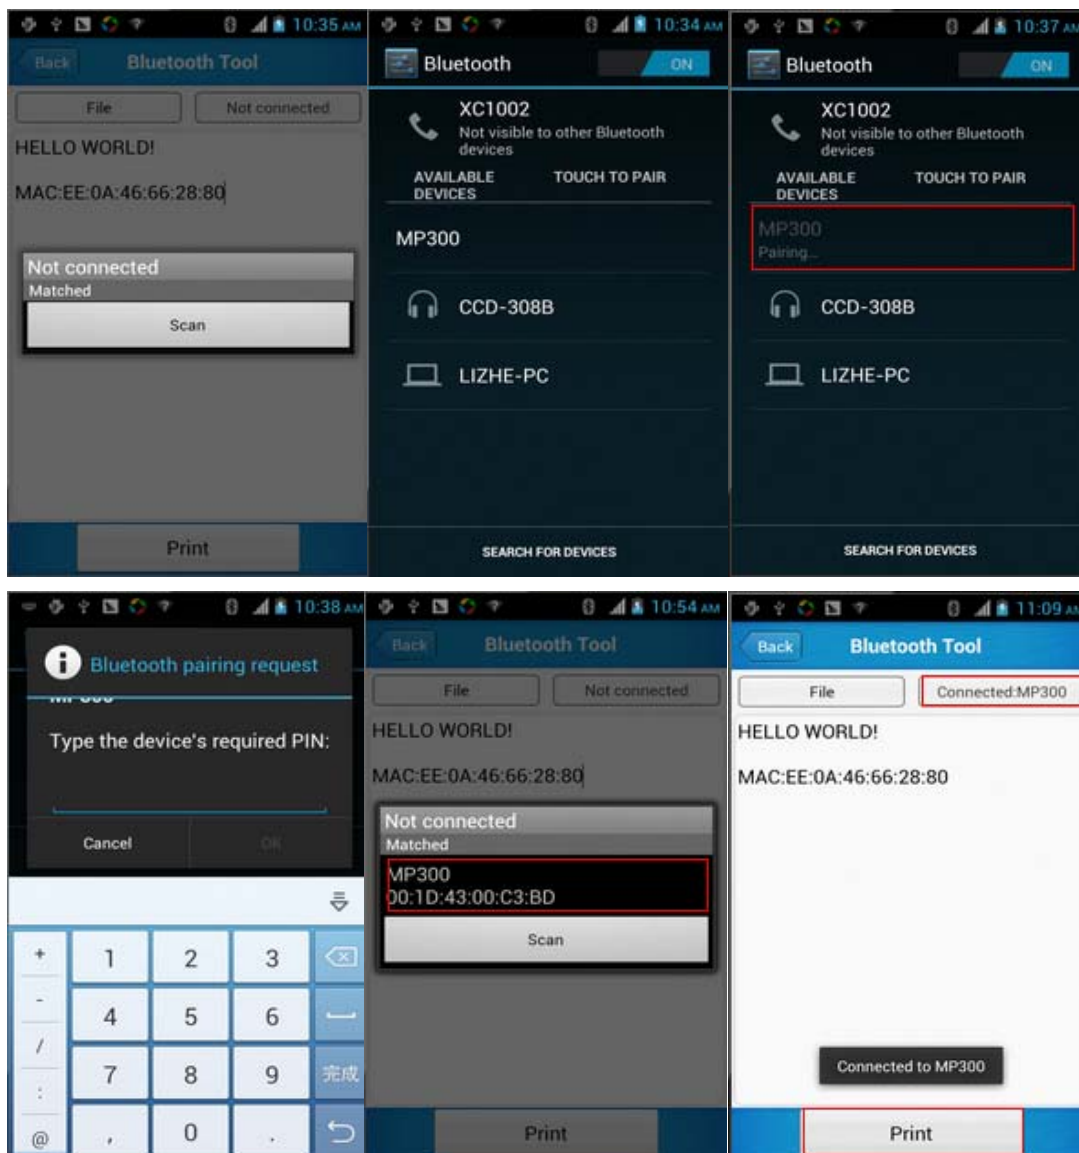 10:35 AM
Back Bluetooth Tool
File Not connected
HELLO WORLD!
MAC:EE:0A:46:66:28:80
Not connected
Matched
Scan
Print
10:34 AM
Bluetooth ON
XC1002
Not visible to other Bluetooth
devices
AVAILABLE TOUCH TO PAIR
DEVICES
MP300
CCD-308B
LIZHE-PC
SEARCH FOR DEVICES
10:37 AM
Bluetooth ON
XC1002
Not visible to other Bluetooth
devices
AVAILABLE TOUCH TO PAIR
DEVICES
MP300
Pairing...
CCD-308B
LIZHE-PC
SEARCH FOR DEVICES
10:38 AM
Bluetooth pairing request
MP300
Type the device's required PIN:
Cancel OK
+ 1 2 3
- 4 5 6
/ 7 8 9 完成
:
@ , 0 .
10:54 AM
Back Bluetooth Tool
File Not connected
HELLO WORLD!
MAC:EE:0A:46:66:28:80
Not connected
Matched
MP300
00:1D:43:00:C3:BD
Scan
Print
11:09 AM
Back Bluetooth Tool
File Connected:MP300
HELLO WORLD!
MAC:EE:0A:46:66:28:80
Connected to MP300
Print